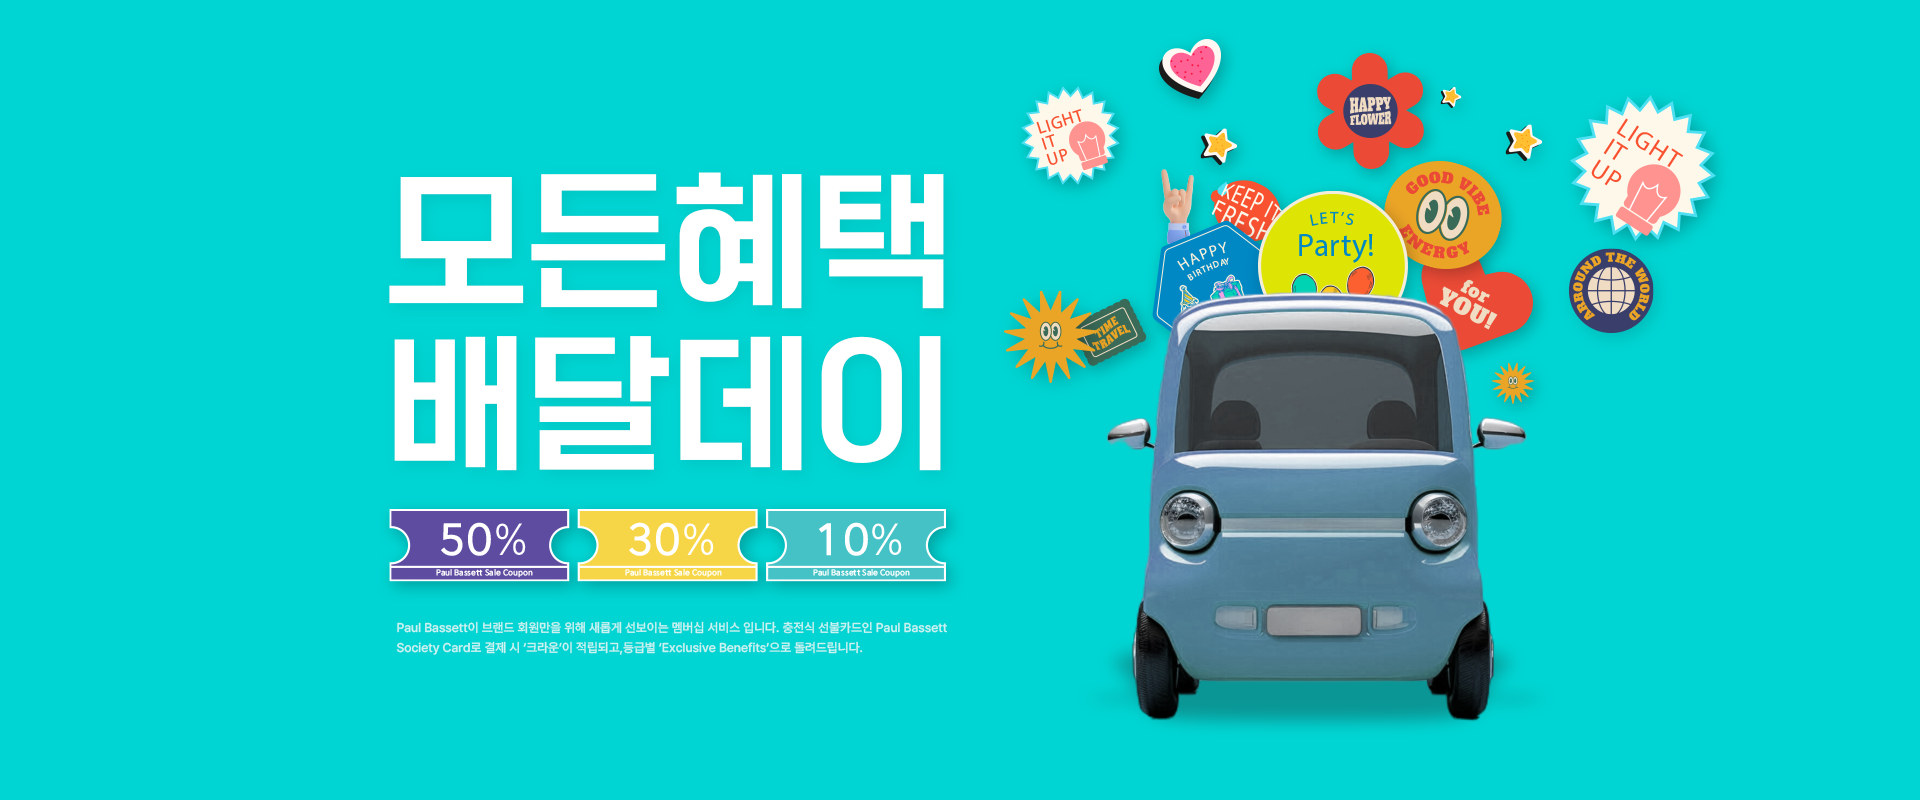 모든혜택
배달데이
50%
Paul Bassett Sale Coupon
30%
Paul Bassett Sale Coupon
10%
Paul Bassett Sale Coupon
Paul Bassett이 브랜드 회원만을 위해 새롭게 선보이는 멤버십 서비스 입니다. 충전식 선불카드인 Paul Bassett
Society Card로 결제 시 ‘크라운’이 적립되고,등급별 ‘Exclusive Benefits’으로 돌려드립니다.
LIGHT
IT
UP
HAPPY
FLOWER
LIGHT
IT
UP
KEEP IT
FRESH
LET'S
Party!
GOOD VIBE
ENERGY
HAPPY
BIRTHDAY
for
YOU!
ARROUND THE WORLD
TIME
TRAVEL